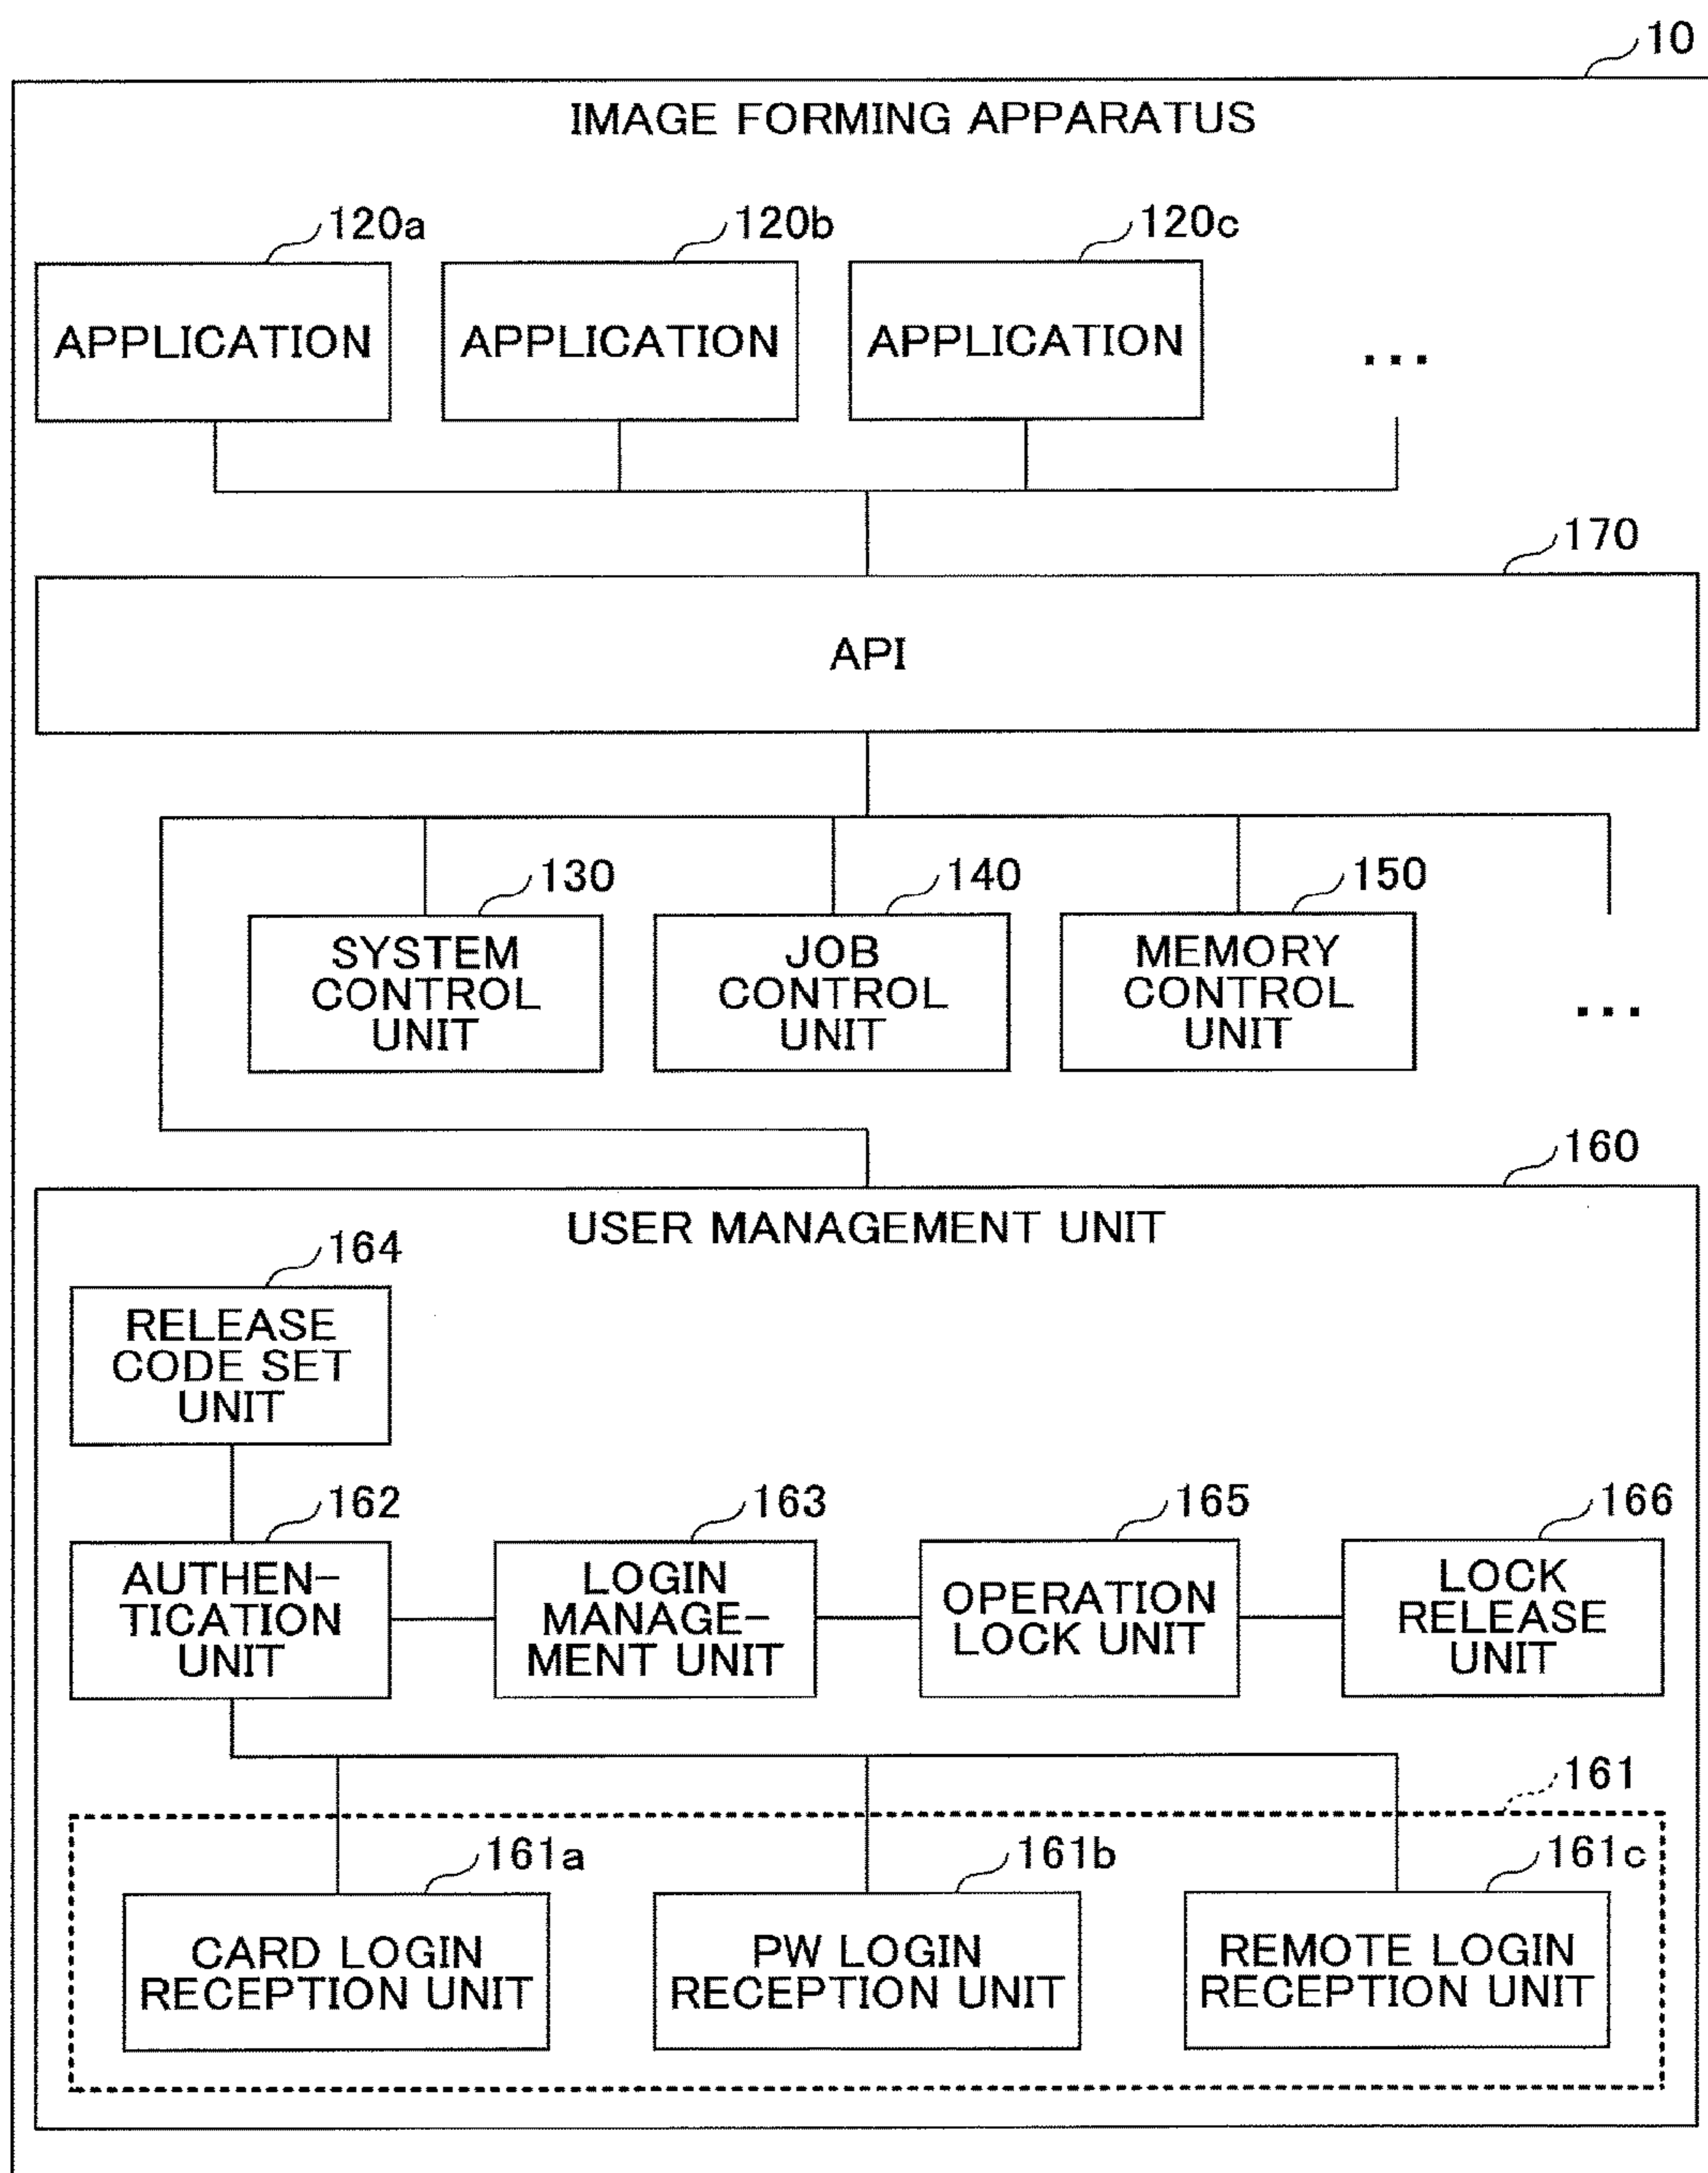 10
IMAGE FORMING APPARATUS
120a
120b
120c
APPLICATION
APPLICATION
APPLICATION
...
170
API
130
140
150
SYSTEM
CONTROL
UNIT
JOB
CONTROL
UNIT
MEMORY
CONTROL
UNIT
...
160
USER MANAGEMENT UNIT
164
RELEASE
CODE SET
UNIT
162
163
165
166
AUTHEN-
TICATION
UNIT
LOGIN
MANAGE-
MENT UNIT
OPERATION
LOCK UNIT
LOCK
RELEASE
UNIT
161
161a
161b
161c
CARD LOGIN
RECEPTION UNIT
PW LOGIN
RECEPTION UNIT
REMOTE LOGIN
RECEPTION UNIT